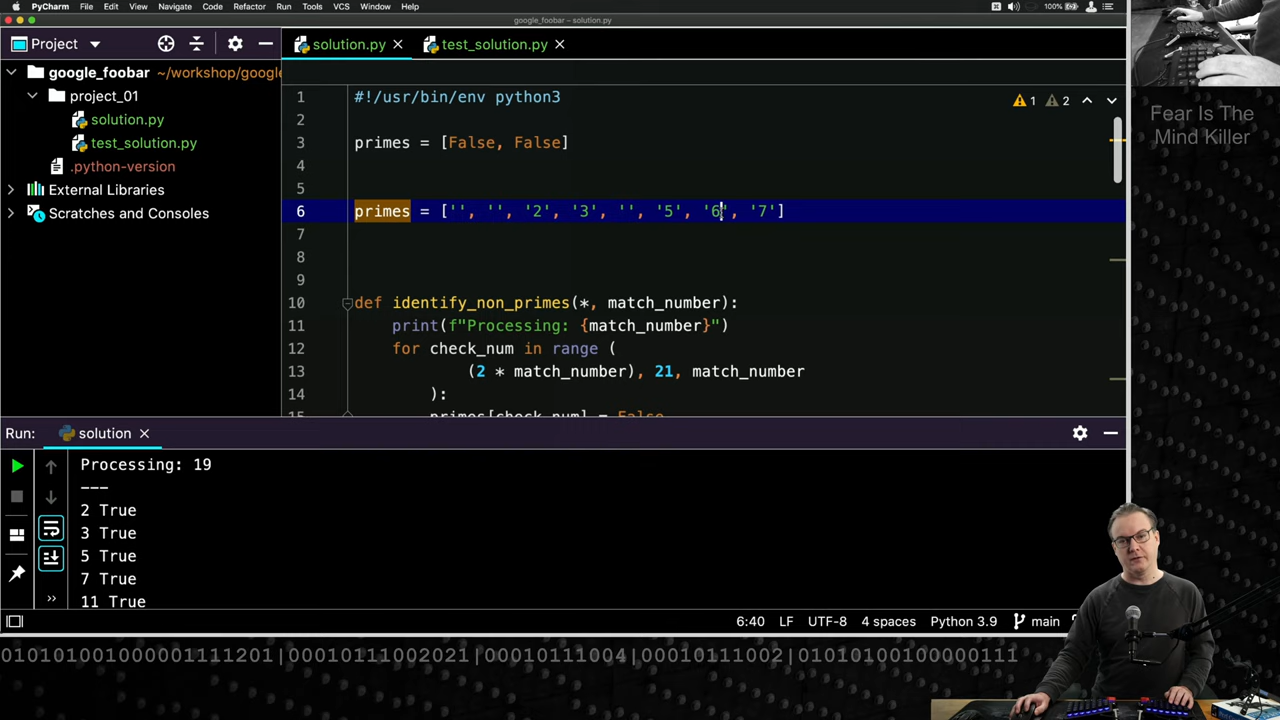 PyCharm File Edit View Navigate Code Refactor Run Tools VCS Window Help 100%
google_foobar – solution.py
Project
solution.py
test_solution.py
google_foobar ~/workshop/google
project_01
solution.py
test_solution.py
.python-version
External Libraries
Scratches and Consoles
1 #!/usr/bin/env python3
2
3 primes = [False, False]
4
5
6 primes = ['', '', '2', '3', '', '5', '6', '7']
7
8
9
10 def identify_non_primes(*, match_number):
11 print(f"Processing: {match_number}")
12 for check_num in range (
13 (2 * match_number), 21, match_number
14 ):
15 primes[check_num] = False
1 2
Fear Is The
Mind Killer
Run: solution
Processing: 19
---
2 True
3 True
5 True
7 True
11 True
6:40 LF UTF-8 4 spaces Python 3.9 main